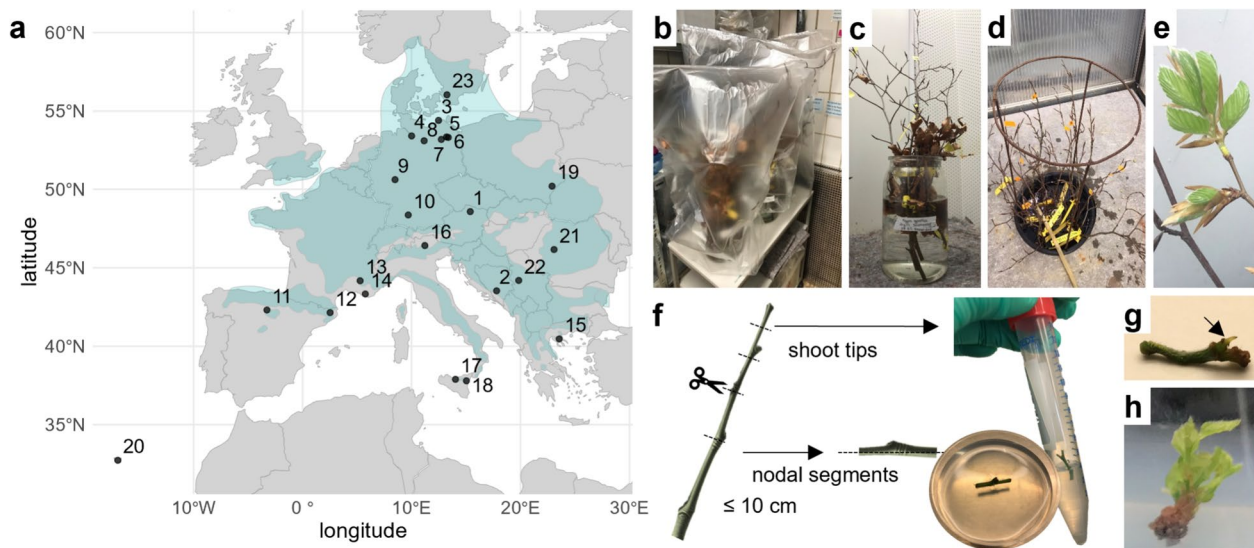 a
60°N
55°N
50°N
45°N
40°N
35°N
latitude
10°W
0 °
10°E
20°E
30°E
longitude
23
3
4
8
5
7
6
9
19
10
1
16
21
13
14
2
22
11
12
15
17
18
20
b
c
d
e
f
shoot tips
nodal segments
≤ 10 cm
g
h